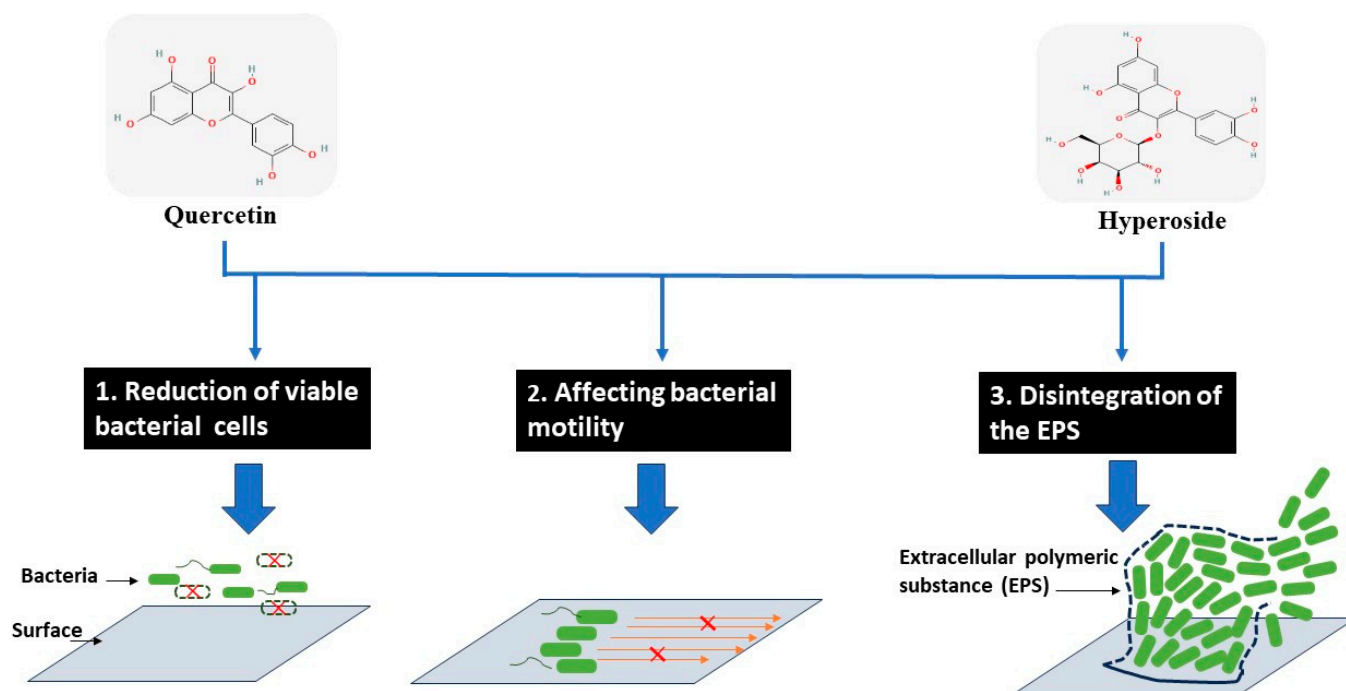 Quercetin
Hyperoside
1. Reduction of viable
bacterial cells
2. Affecting bacterial
motility
3. Disintegration of
the EPS
Bacteria
Surface
Extracellular polymeric
substance (EPS)